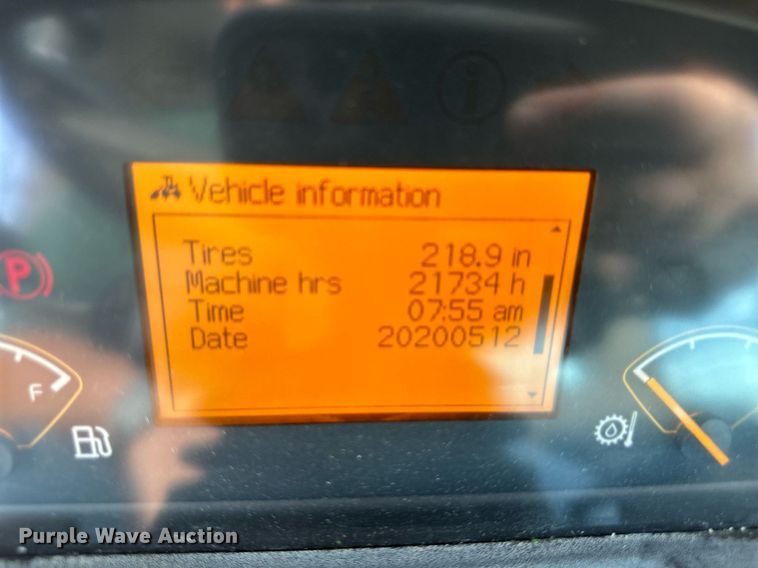 Vehicle information
Tires 218.9 in
Machine hrs 21734 h
Time 07:55 am
Date 20200512
P
F
Purple Wave Auction